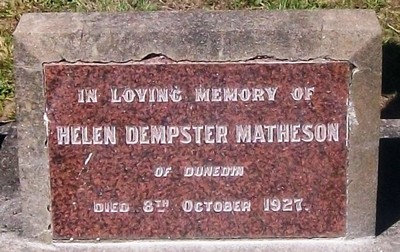 IN LOVING MEMORY OF
HELEN DEMPSTER MATHESON
OF DUNEDIN
DIED 8TH OCTOBER 1927.